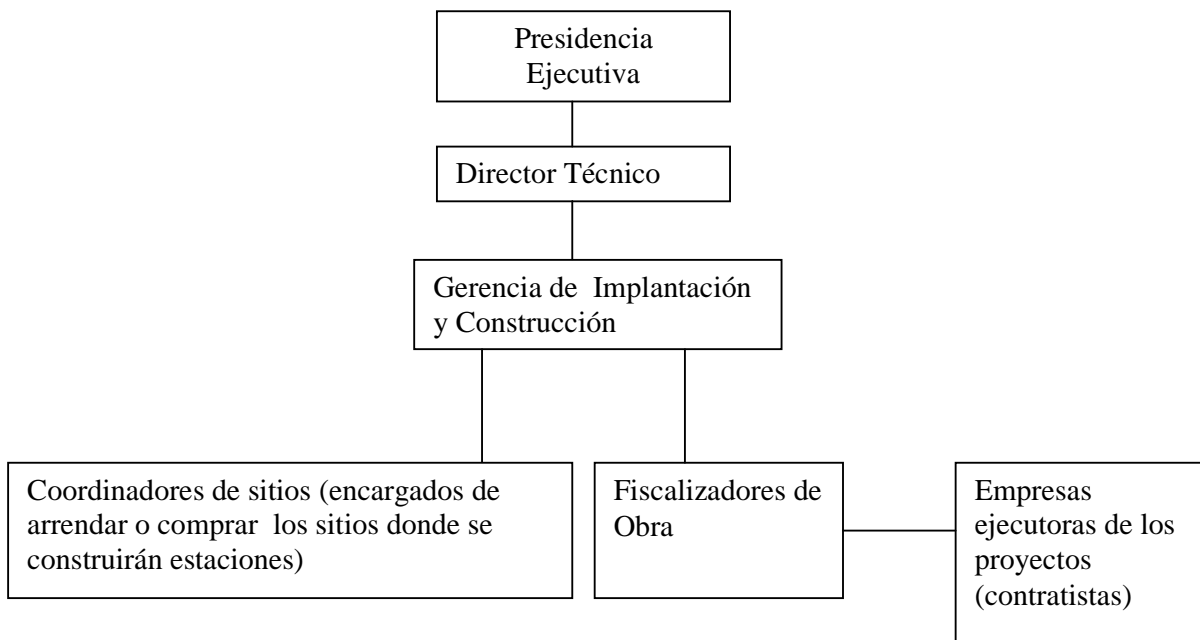 Presidencia
Ejecutiva
Director Técnico
Gerencia de  Implantación
y Construcción
Coordinadores de sitios (encargados de
arrendar o comprar  los sitios donde se
construirán estaciones)
Fiscalizadores de
Obra
Empresas
ejecutoras de los
proyectos
(contratistas)